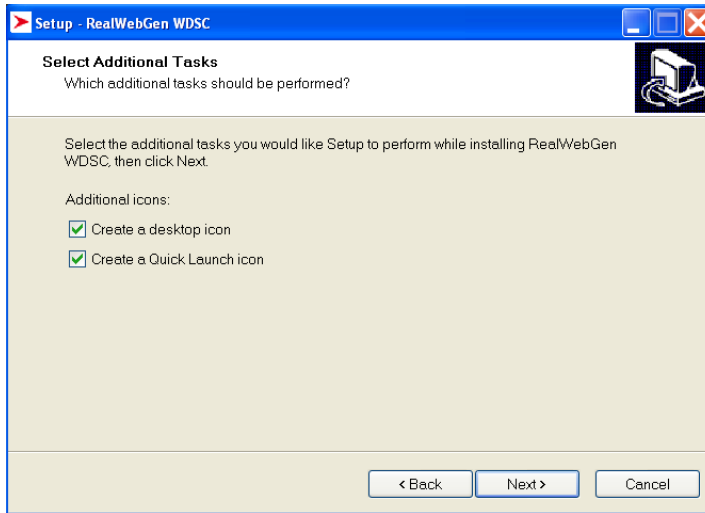 Setup - RealWebGen WDSC
Select Additional Tasks
Which additional tasks should be performed?
Select the additional tasks you would like Setup to perform while installing RealWebGen
WDSC, then click Next.
Additional icons:
Create a desktop icon
Create a Quick Launch icon
< Back
Next >
Cancel